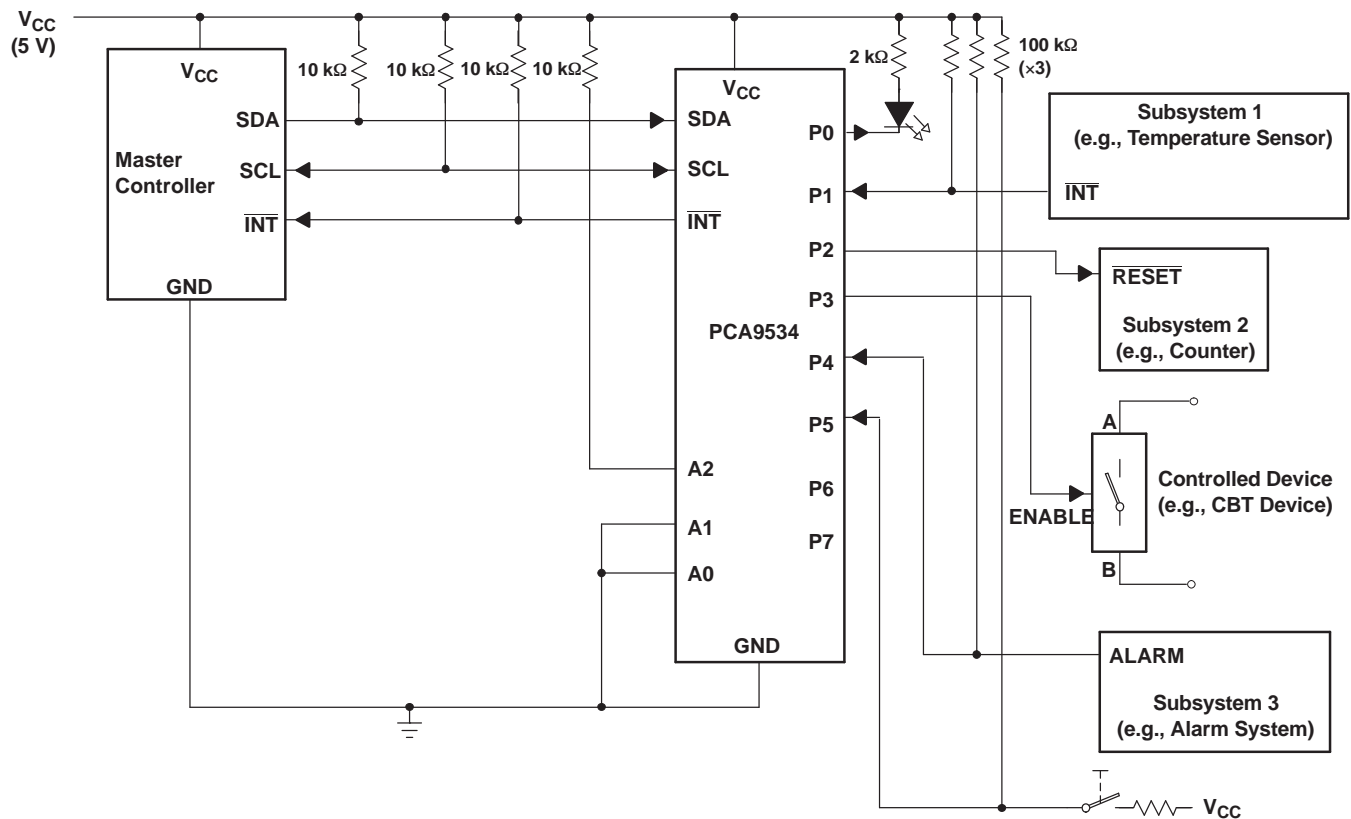 VCC
(5 V)
VCC
SDA
Master
Controller
SCL
INT
GND
10 kΩ
10 kΩ
10 kΩ
10 kΩ
VCC
SDA
SCL
INT
PCA9534
A2
A1
A0
GND
P0
P1
P2
P3
P4
P5
P6
P7
2 kΩ
100 kΩ
(×3)
Subsystem 1
(e.g., Temperature Sensor)
INT
RESET
Subsystem 2
(e.g., Counter)
A
Controlled Device
(e.g., CBT Device)
ENABLE
B
ALARM
Subsystem 3
(e.g., Alarm System)
VCC